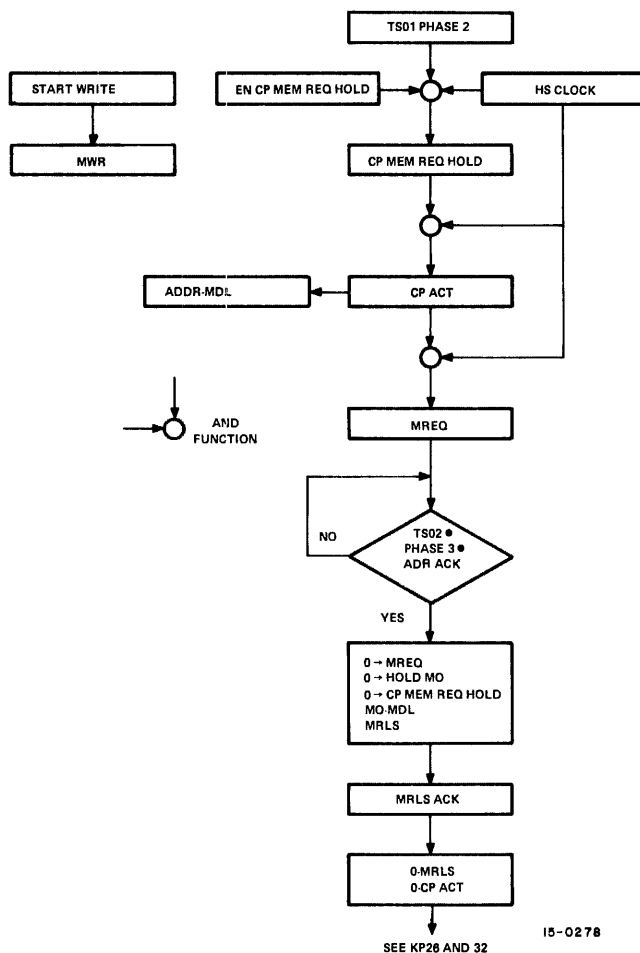 TS01 PHASE 2
START WRITE
EN CP MEM REQ HOLD
HS CLOCK
MWR
CP MEM REQ HOLD
ADDR-MDL
CP ACT
AND
FUNCTION
MREQ
NO
TS02 •
PHASE 3 •
ADR ACK
YES
0 → MREQ
0 → HOLD MO
0 → CP MEM REQ HOLD
MO-MDL
MRLS
MRLS ACK
0-MRLS
0-CP ACT
15-0278
SEE KP26 AND 32